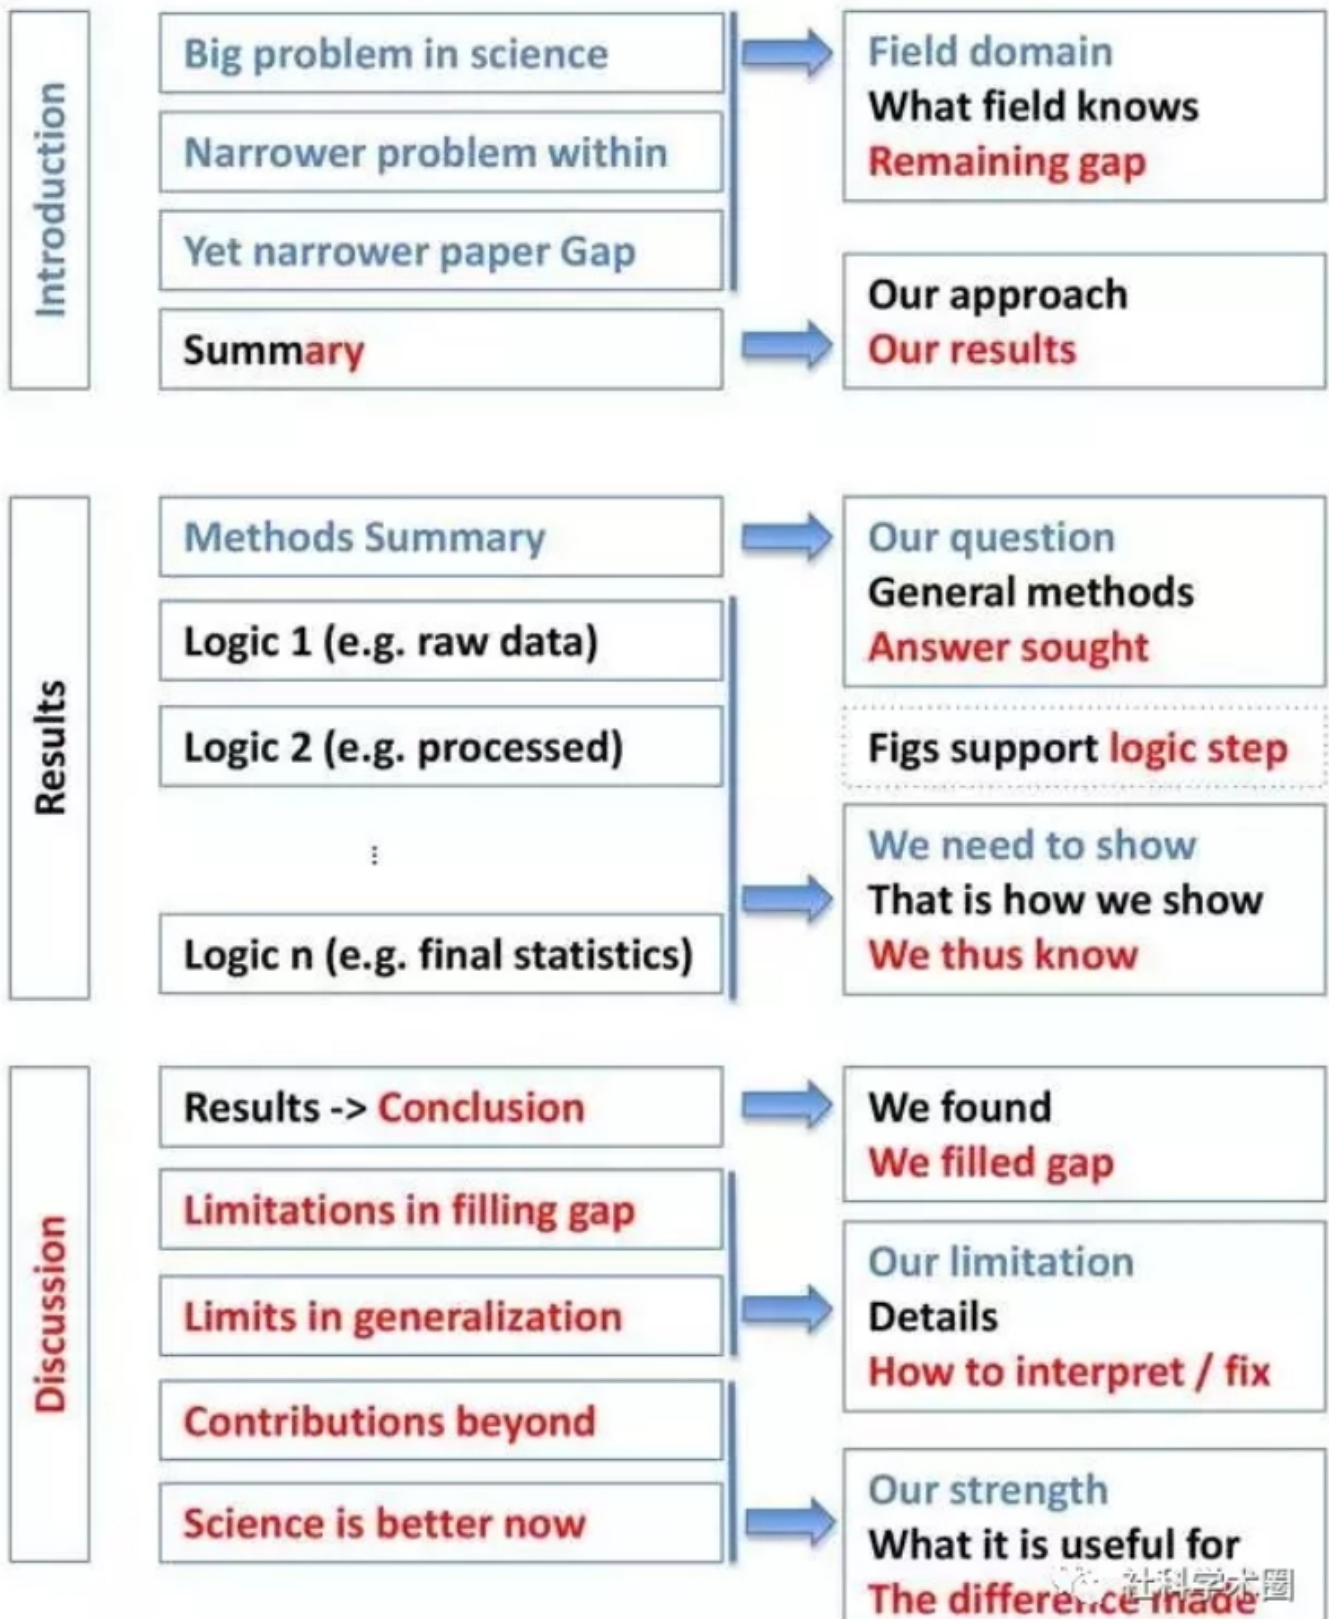 Introduction
Big problem in science
Narrower problem within
Yet narrower paper Gap
Summary
Field domain
What field knows
Remaining gap
Our approach
Our results
Results
Methods Summary
Logic 1 (e.g. raw data)
Logic 2 (e.g. processed)
⋮
Logic n (e.g. final statistics)
Our question
General methods
Answer sought
Figs support logic step
We need to show
That is how we show
We thus know
Discussion
Results -> Conclusion
Limitations in filling gap
Limits in generalization
Contributions beyond
Science is better now
We found
We filled gap
Our limitation
Details
How to interpret / fix
Our strength
What it is useful for
The difference made
社科学术圈